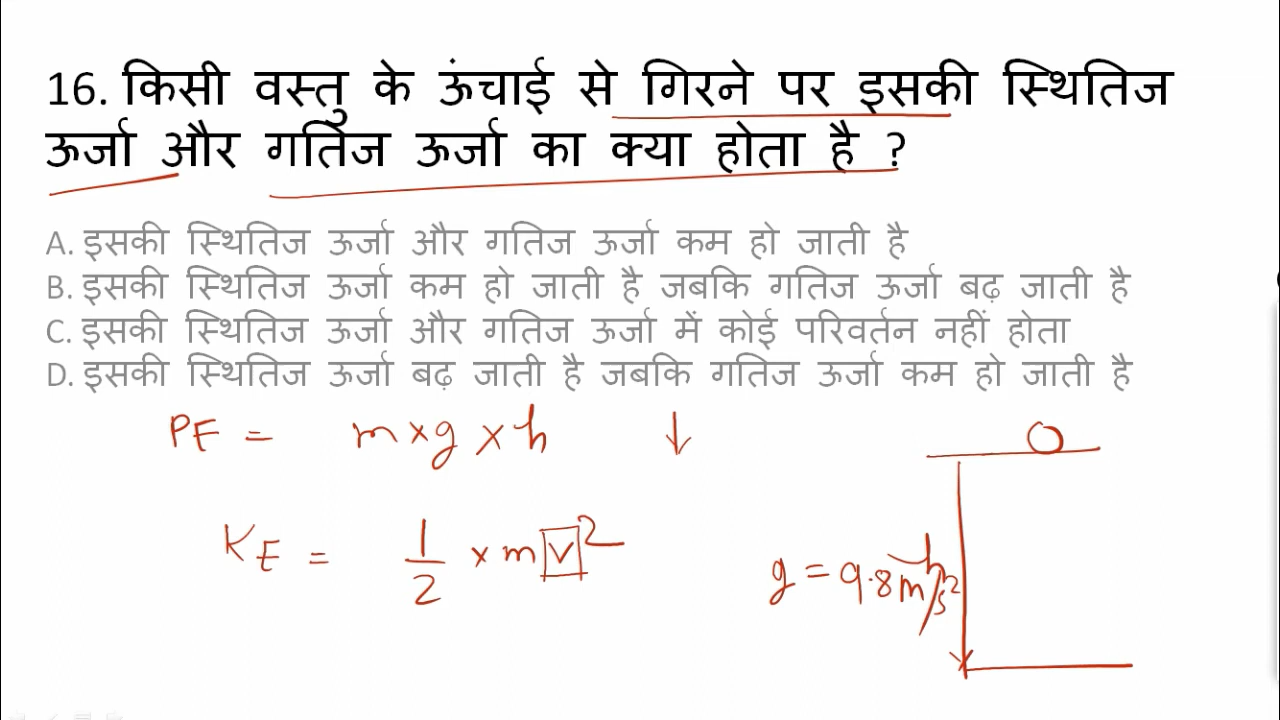 16. किसी वस्तु के ऊंचाई से गिरने पर इसकी स्थितिज
ऊर्जा और गतिज ऊर्जा का क्या होता है ?
A. इसकी स्थितिज ऊर्जा और गतिज ऊर्जा कम हो जाती है
B. इसकी स्थितिज ऊर्जा कम हो जाती है जबकि गतिज ऊर्जा बढ़ जाती है
C. इसकी स्थितिज ऊर्जा और गतिज ऊर्जा में कोई परिवर्तन नहीं होता
D. इसकी स्थितिज ऊर्जा बढ़ जाती है जबकि गतिज ऊर्जा कम हो जाती है
PE = m×g×h ↓
KE = 1/2 × m v²
h
g = 9.8 m/s²